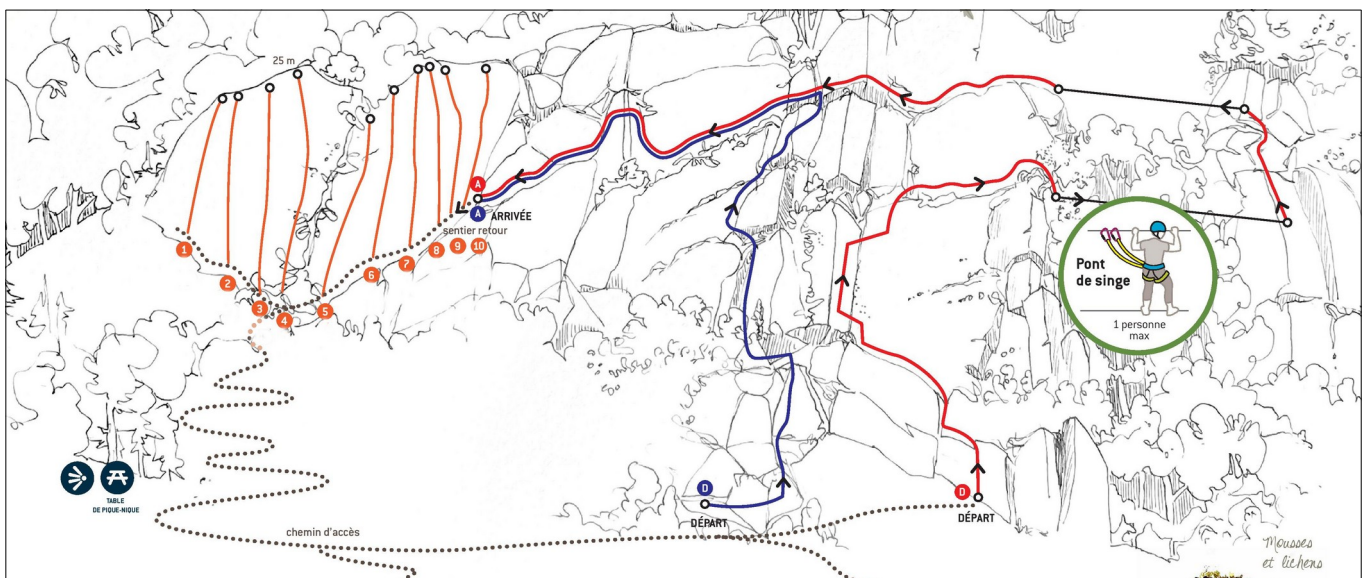 25 m
A
A
ARRIVÉE
sentier retour
1
2
3
4
5
6
7
8
9
10
Pont
de singe
1 personne
max
TABLE
DE PIQUE-NIQUE
D
DÉPART
D
DÉPART
chemin d'accès
Mousses
et lichens